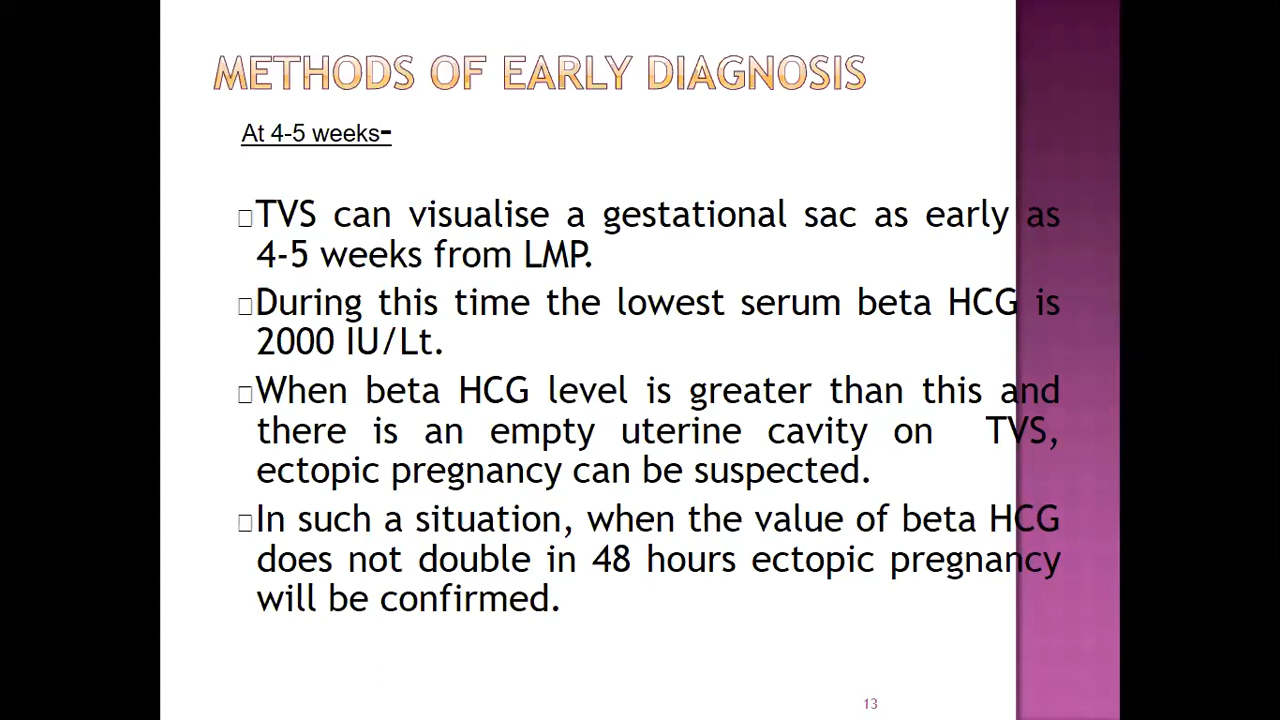 METHODS OF EARLY DIAGNOSIS
At 4-5 weeks-
TVS can visualise a gestational sac as early as
4-5 weeks from LMP.
During this time the lowest serum beta HCG is
2000 IU/Lt.
When beta HCG level is greater than this and
there is an empty uterine cavity on TVS,
ectopic pregnancy can be suspected.
In such a situation, when the value of beta HCG
does not double in 48 hours ectopic pregnancy
will be confirmed.
13